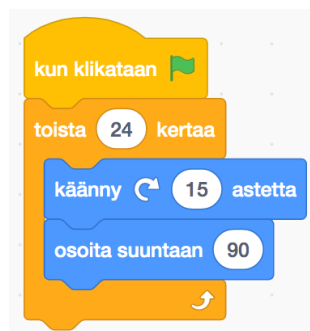 kun klikataan
toista 24 kertaa
käänny 15 astetta
osoita suuntaan 90